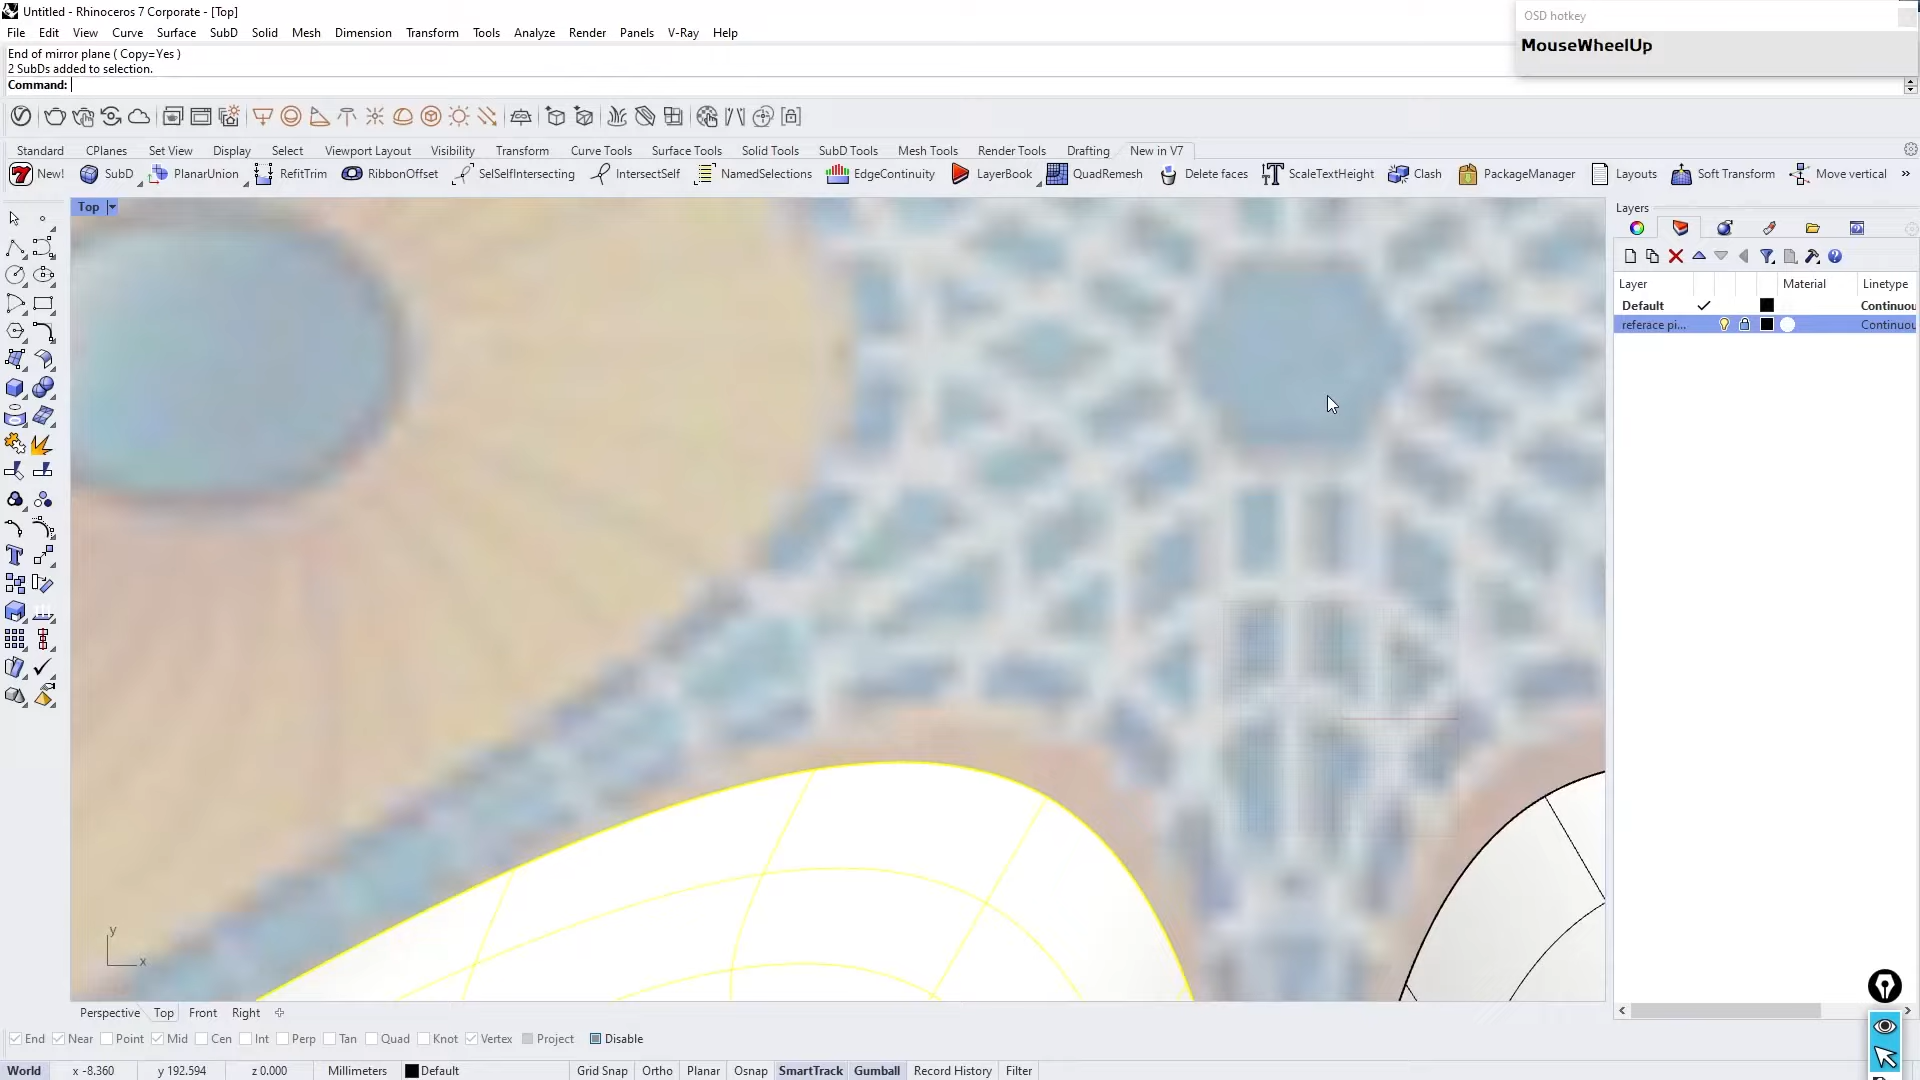 Untitled - Rhinoceros 7 Corporate - [Top]
OSD hotkey
MouseWheelUp
File Edit View Curve Surface SubD Solid Mesh Dimension Transform Tools Analyze Render Panels V-Ray Help
End of mirror plane ( Copy=Yes )
2 SubDs added to selection.
Command:
Standard CPlanes Set View Display Select Viewport Layout Visibility Transform Curve Tools Surface Tools Solid Tools SubD Tools Mesh Tools Render Tools Drafting New in V7
New! SubD PlanarUnion RefitTrim RibbonOffset SelSelfIntersecting IntersectSelf NamedSelections EdgeContinuity LayerBook QuadRemesh Delete faces ScaleTextHeight Clash PackageManager Layouts Soft Transform Move vertical »
Top
Layers
Layer Material Linetype
Default Continuou
referace pi... Continuou
y
x
Perspective Top Front Right
End Near Point Mid Cen Int Perp Tan Quad Knot Vertex Project Disable
World x -8.360 y 192.594 z 0.000 Millimeters Default Grid Snap Ortho Planar Osnap SmartTrack Gumball Record History Filter